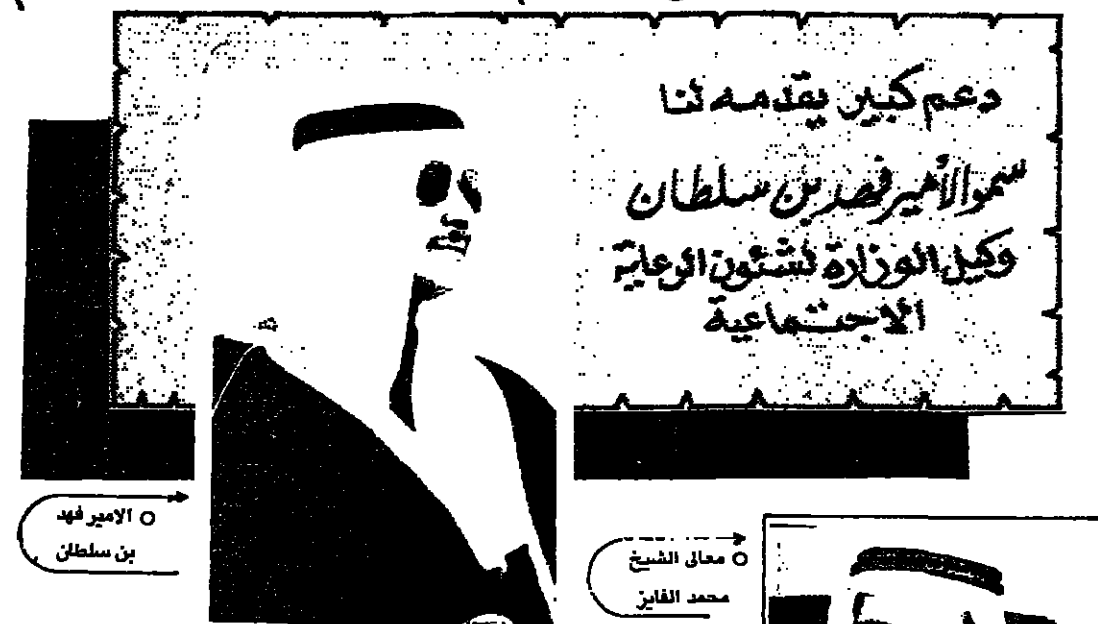 دعم كبير يقدمه لنا
سمو الأمير فهد بن سلطان
وكيل الوزارة لشئون الرعاية
الاجتماعية
○ الامير فهد
بن سلطان
○ معالى الشيخ
محمد الفايز